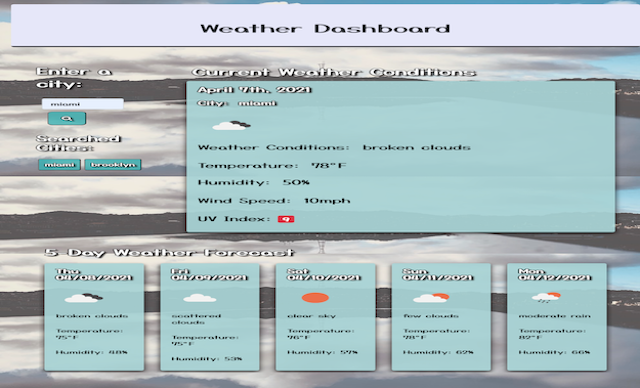 Weather Dashboard
Enter a
city:
miami
Searched
Cities:
miami brooklyn
Current Weather Conditions
April 7th, 2021
City: miami
Weather Conditions: broken clouds
Temperature: 78°F
Humidity: 50%
Wind Speed: 10mph
UV Index: 9
5 Day Weather Forecast
Thu
04/08/2021
broken clouds
Temperature:
75°F
Humidity: 48%
Fri
04/09/2021
scattered
clouds
Temperature:
75°F
Humidity: 53%
Sat
04/10/2021
clear sky
Temperature:
76°F
Humidity: 57%
Sun
04/11/2021
few clouds
Temperature:
78°F
Humidity: 62%
Mon
04/12/2021
moderate rain
Temperature:
82°F
Humidity: 66%